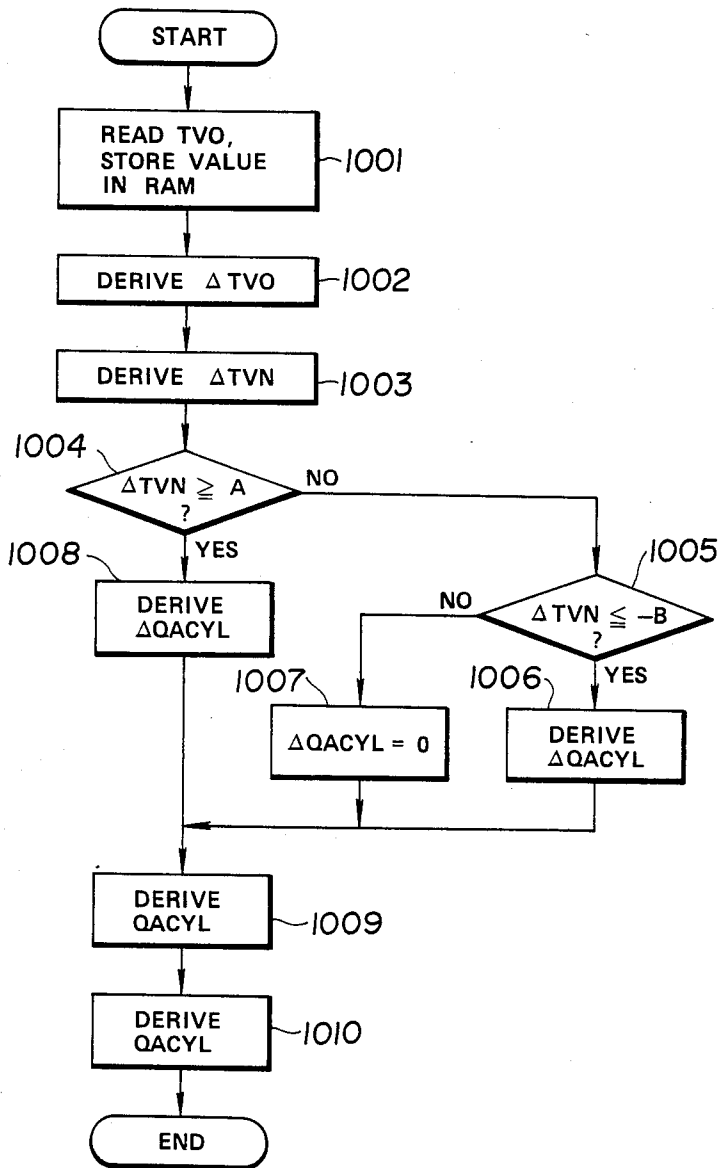 START
READ TVO,
STORE VALUE
IN RAM
1001
DERIVE Δ TVO
1002
DERIVE ΔTVN
1003
1004
ΔTVN ≧ A
?
NO
YES
1008
DERIVE
ΔQACYL
1005
ΔTVN ≦ −B
?
NO
YES
1007
ΔQACYL = 0
1006
DERIVE
ΔQACYL
DERIVE
QACYL
1009
DERIVE
QACYL
1010
END